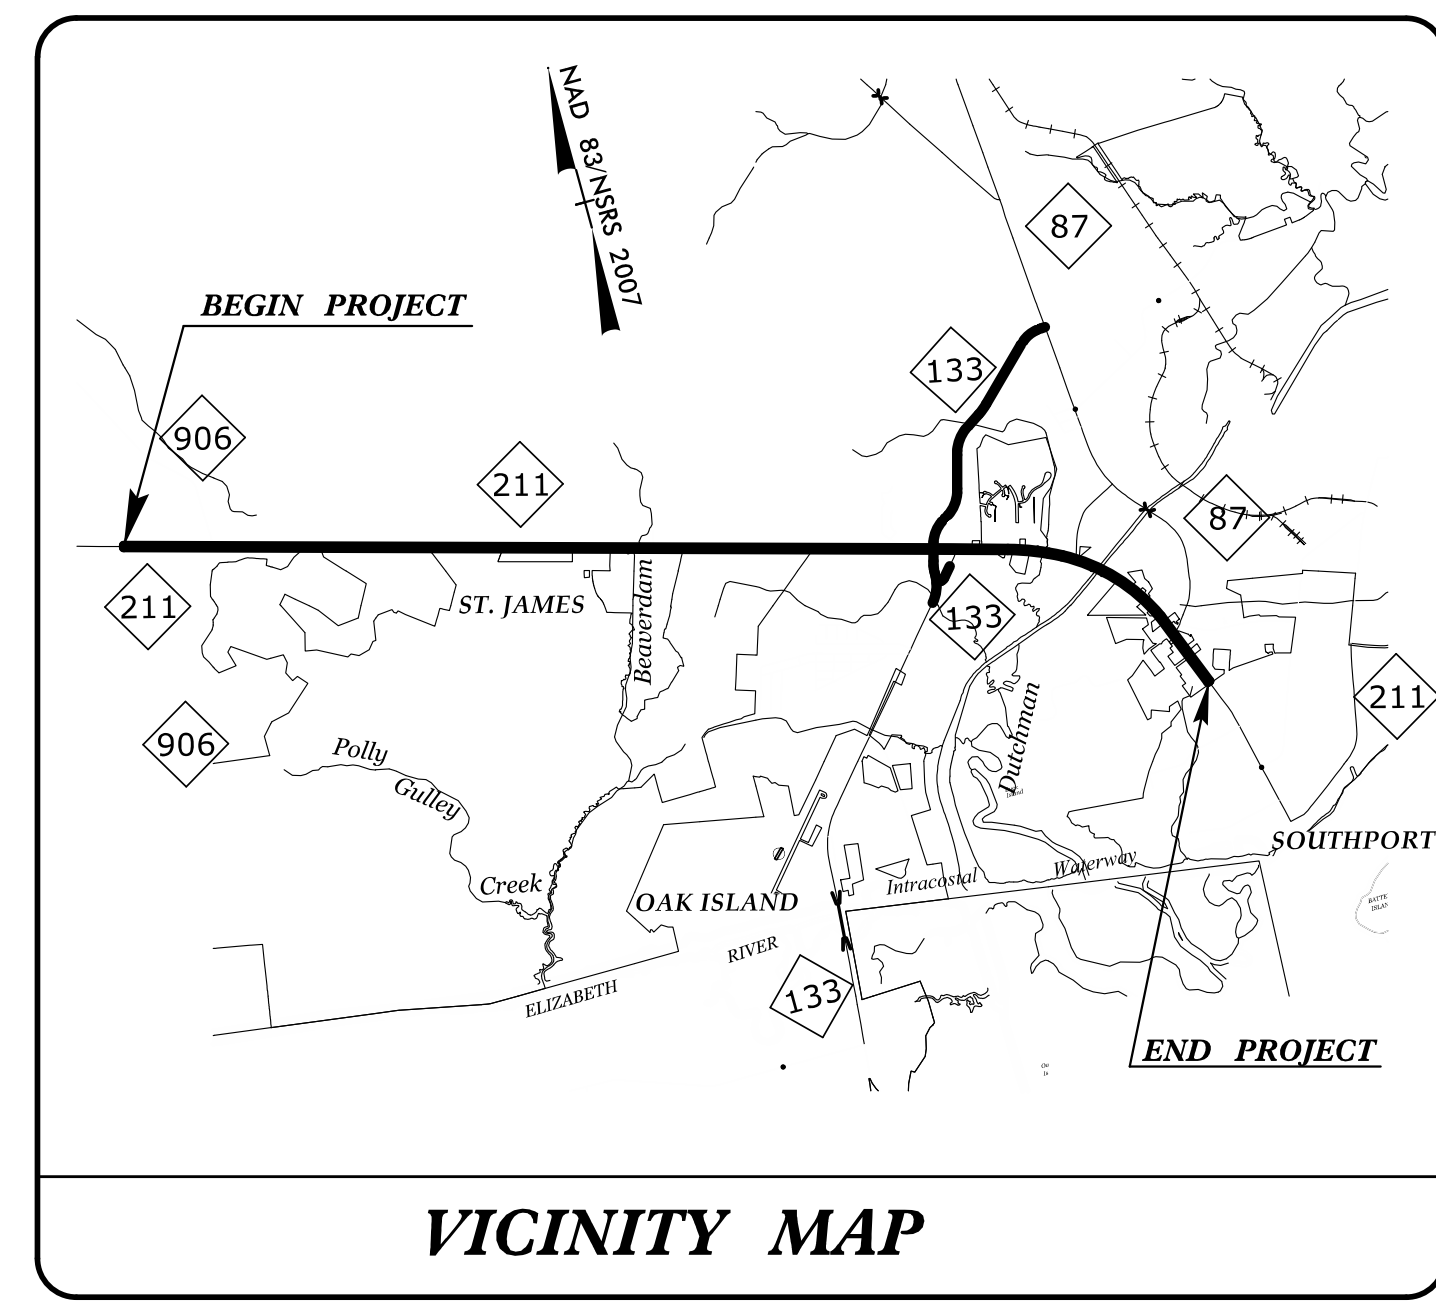 NAD 83/NSRS 2007
87
BEGIN PROJECT
133
906
211
87
211
133
ST. JAMES
Beaverdam
211
906
Polly
Gulley
Dutchman
Island
SOUTHPORT
Waterway
Intracostal
Creek
OAK ISLAND
RIVER
ELIZABETH
133
END PROJECT
VICINITY MAP